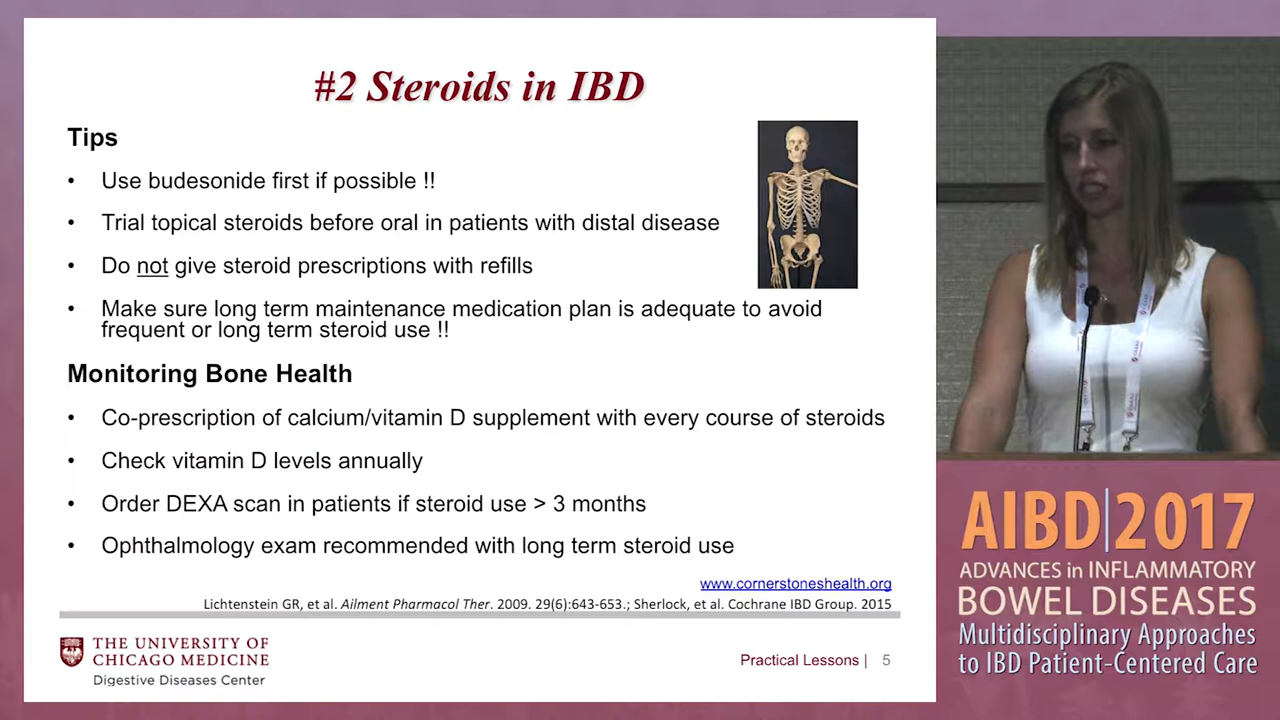 #2 Steroids in IBD
Tips
• Use budesonide first if possible !!
• Trial topical steroids before oral in patients with distal disease
• Do not give steroid prescriptions with refills
• Make sure long term maintenance medication plan is adequate to avoid
frequent or long term steroid use !!
Monitoring Bone Health
• Co-prescription of calcium/vitamin D supplement with every course of steroids
• Check vitamin D levels annually
• Order DEXA scan in patients if steroid use > 3 months
• Ophthalmology exam recommended with long term steroid use
www.cornerstoneshealth.org
Lichtenstein GR, et al. Ailment Pharmacol Ther. 2009. 29(6):643-653.; Sherlock, et al. Cochrane IBD Group. 2015
THE UNIVERSITY OF
CHICAGO MEDICINE
Digestive Diseases Center
Practical Lessons | 5
AIBD|2017
ADVANCES in INFLAMMATORY
BOWEL DISEASES
Multidisciplinary Approaches
to IBD Patient-Centered Care